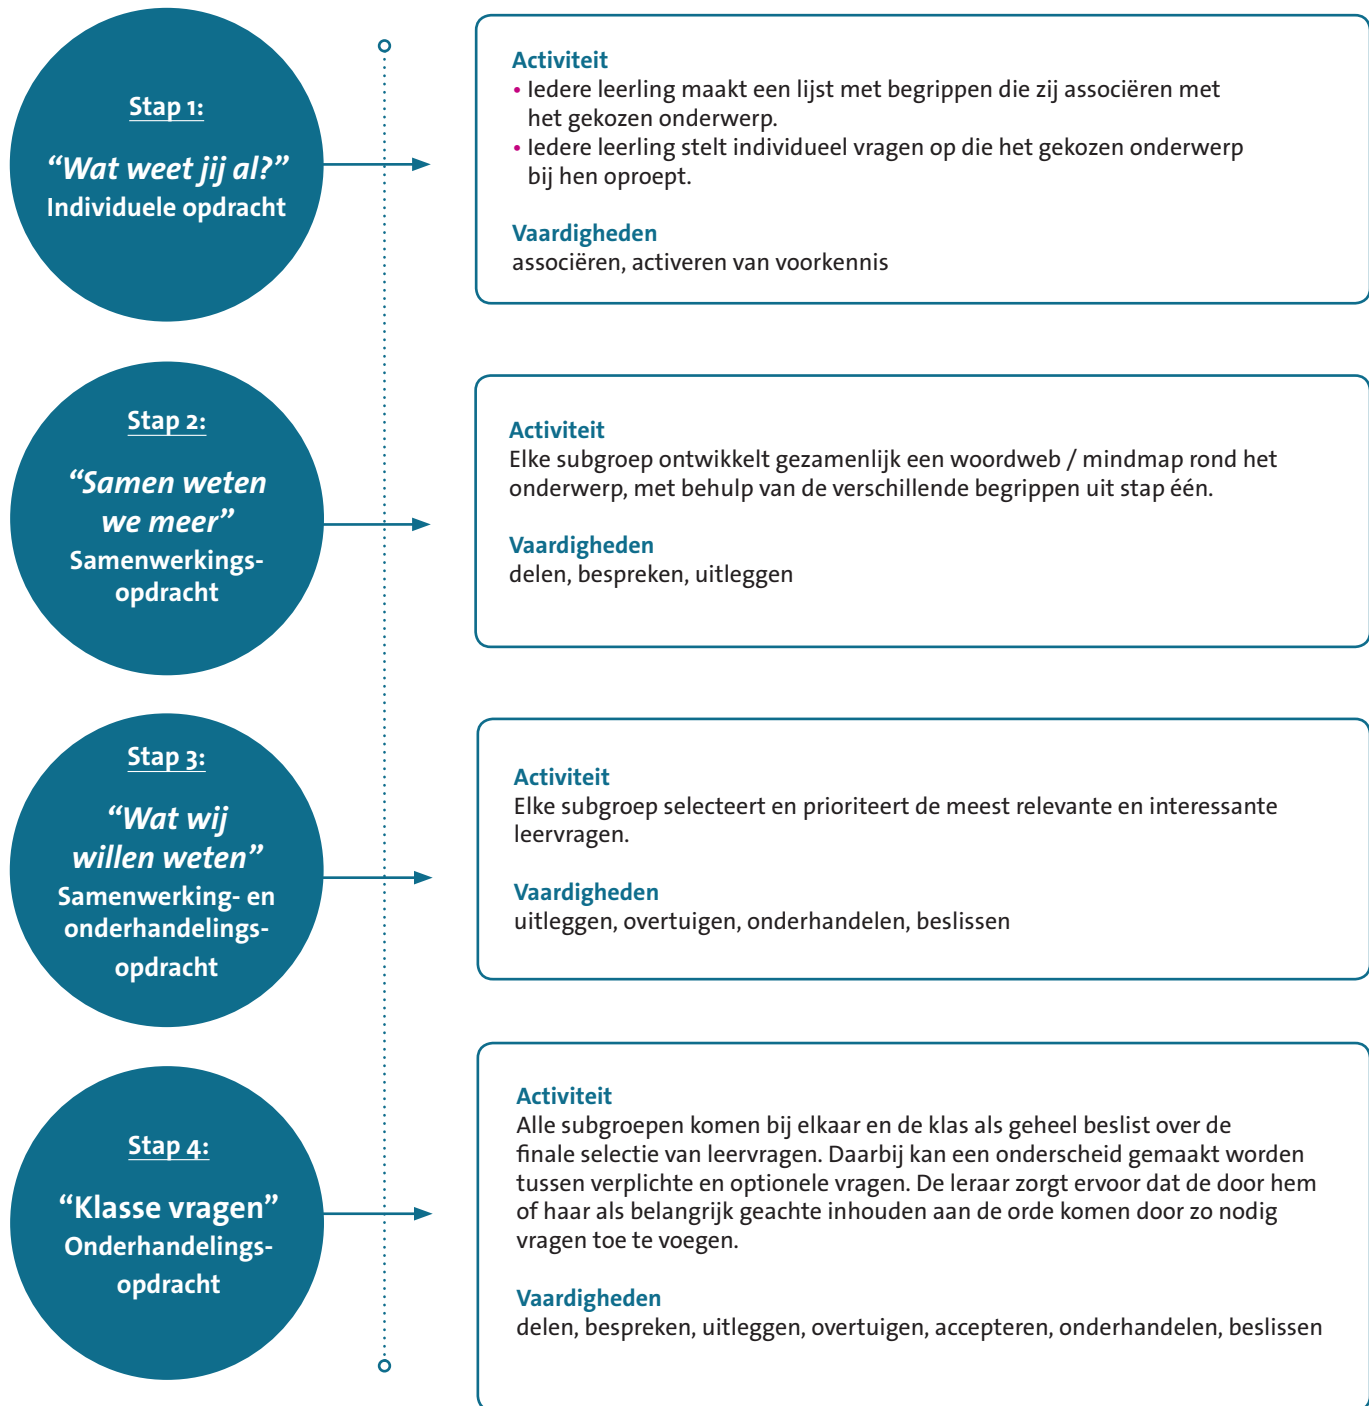 Stap 1:
“Wat weet jij al?”
Individuele opdracht
Activiteit
• Iedere leerling maakt een lijst met begrippen die zij associëren met
het gekozen onderwerp.
• Iedere leerling stelt individueel vragen op die het gekozen onderwerp
bij hen oproept.
Vaardigheden
associëren, activeren van voorkennis
Stap 2:
“Samen weten
we meer”
Samenwerkings-
opdracht
Activiteit
Elke subgroep ontwikkelt gezamenlijk een woordweb / mindmap rond het
onderwerp, met behulp van de verschillende begrippen uit stap één.
Vaardigheden
delen, bespreken, uitleggen
Stap 3:
“Wat wij
willen weten”
Samenwerking- en
onderhandelings-
opdracht
Activiteit
Elke subgroep selecteert en prioriteert de meest relevante en interessante
leervragen.
Vaardigheden
uitleggen, overtuigen, onderhandelen, beslissen
Stap 4:
“Klasse vragen”
Onderhandelings-
opdracht
Activiteit
Alle subgroepen komen bij elkaar en de klas als geheel beslist over de
finale selectie van leervragen. Daarbij kan een onderscheid gemaakt worden
tussen verplichte en optionele vragen. De leraar zorgt ervoor dat de door hem
of haar als belangrijk geachte inhouden aan de orde komen door zo nodig
vragen toe te voegen.
Vaardigheden
delen, bespreken, uitleggen, overtuigen, accepteren, onderhandelen, beslissen